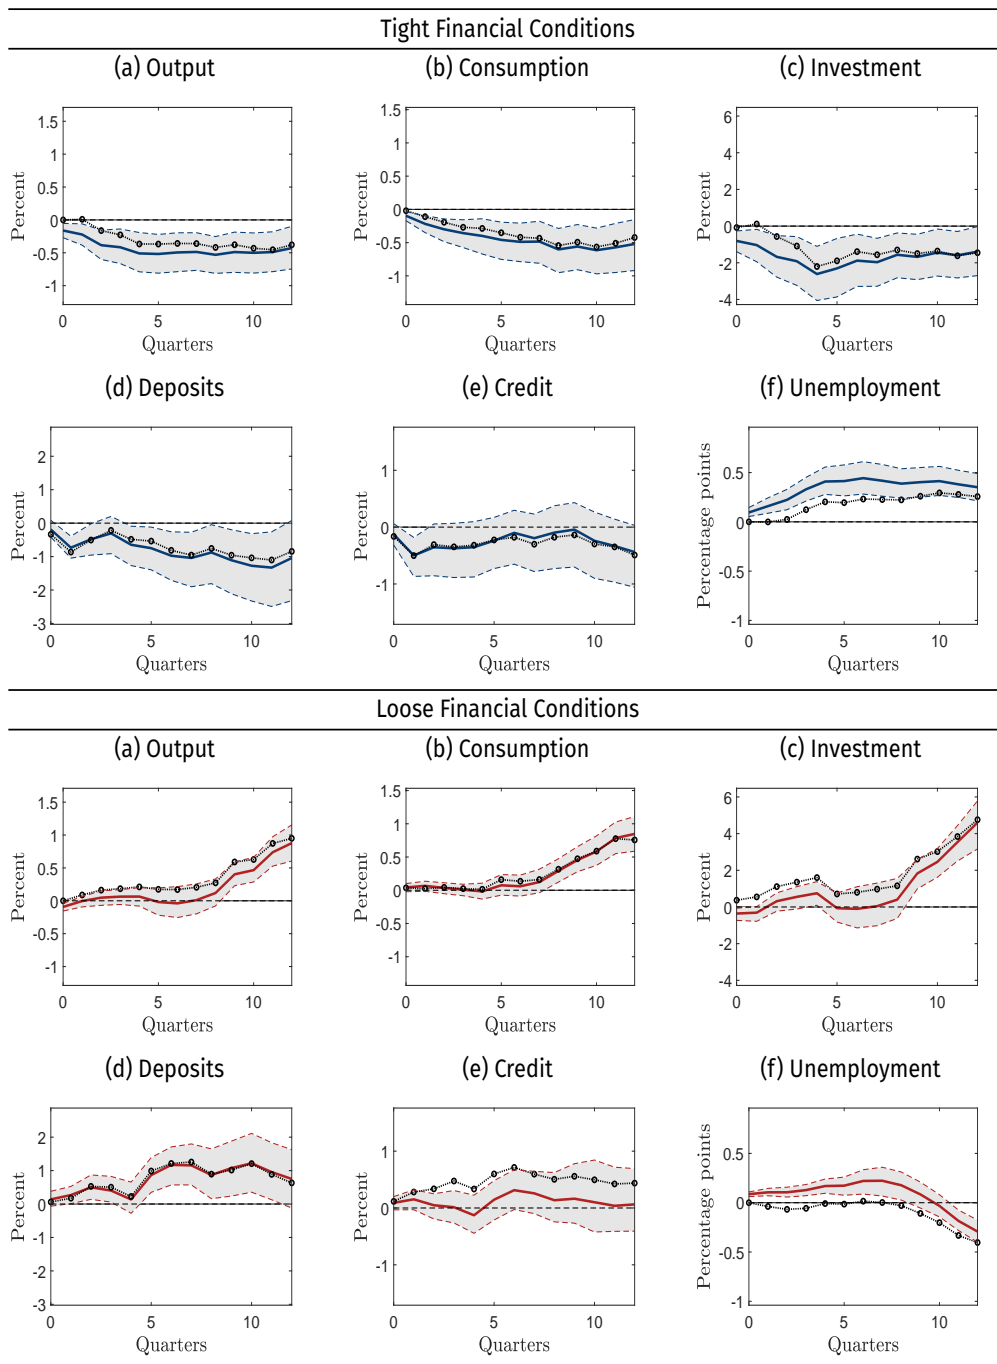 Tight Financial Conditions
(a) Output
(b) Consumption
(c) Investment
1.5
1
0.5
0
-0.5
-1
Percent
0 5 10
Quarters
1.5
1
0.5
0
-0.5
-1
Percent
0 5 10
Quarters
6
4
2
0
-2
-4
Percent
0 5 10
Quarters
(d) Deposits
(e) Credit
(f) Unemployment
2
1
0
-1
-2
-3
Percent
0 5 10
Quarters
1
0
-1
Percent
0 5 10
Quarters
0.5
0
-0.5
-1
Percentage points
0 5 10
Quarters
Loose Financial Conditions
(a) Output
(b) Consumption
(c) Investment
1.5
1
0.5
0
-0.5
-1
Percent
0 5 10
Quarters
1.5
1
0.5
0
-0.5
-1
Percent
0 5 10
Quarters
6
4
2
0
-2
-4
Percent
0 5 10
Quarters
(d) Deposits
(e) Credit
(f) Unemployment
2
1
0
-1
-2
-3
Percent
0 5 10
Quarters
1
0
-1
Percent
0 5 10
Quarters
0.5
0
-0.5
-1
Percentage points
0 5 10
Quarters